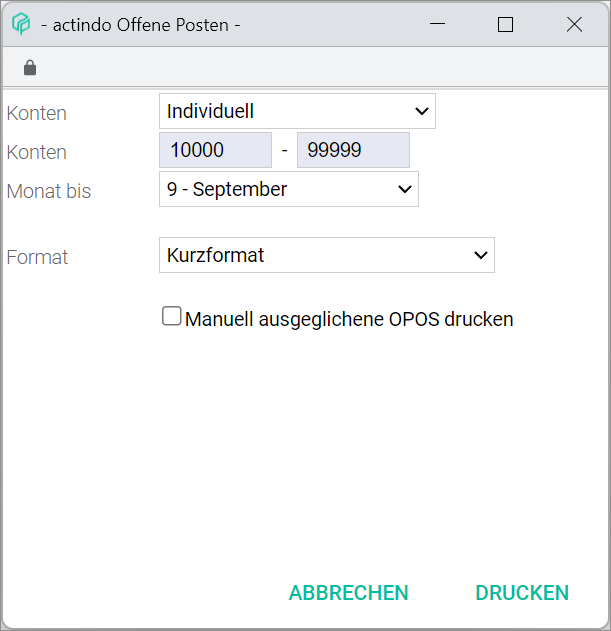 - actindo Offene Posten -
Konten Individuell
Konten 10000 - 99999
Monat bis 9 - September
Format Kurzformat
Manuell ausgeglichene OPOS drucken
ABBRECHEN DRUCKEN